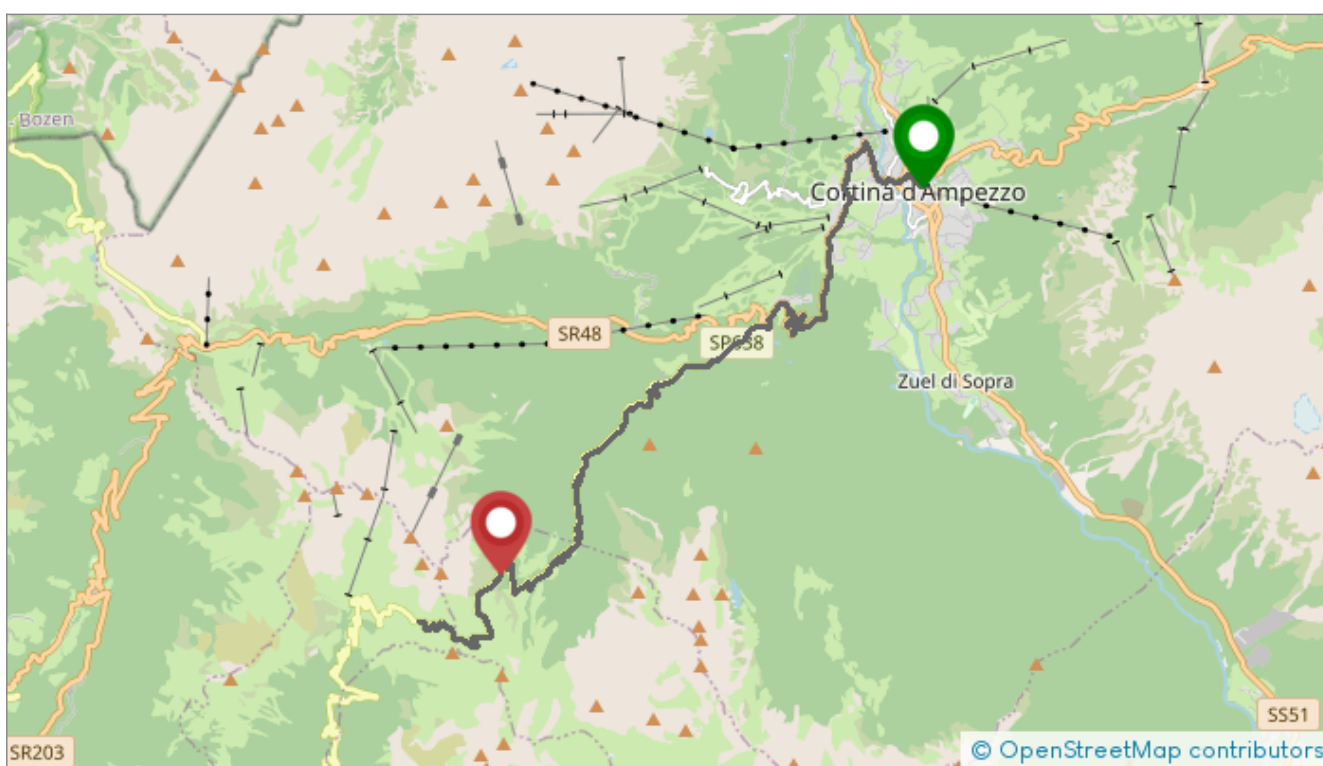 Bozen
Cortina d'Ampezzo
SR48
SP638
Zuel di Sopra
SS51
SR203
© OpenStreetMap contributors